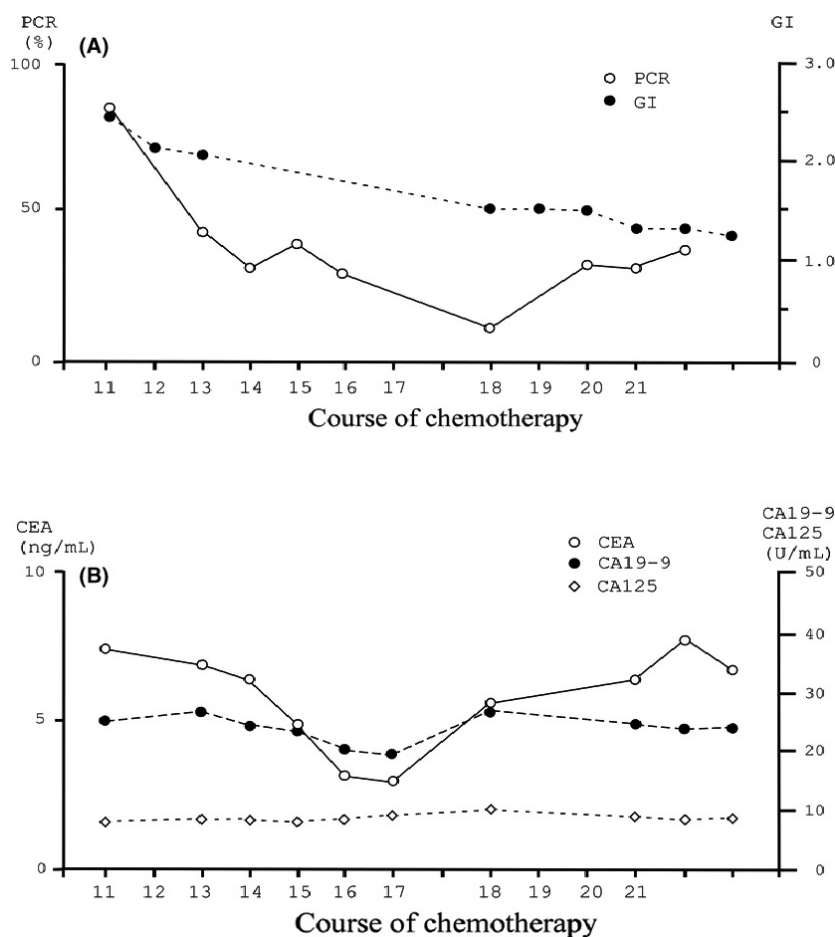 PCR
(%)
(A)
GI
100
3.0
PCR
GI
2.0
50
1.0
0
0
11 12 13 14 15 16 17 18 19 20 21
Course of chemotherapy
CEA
(ng/mL)
CA19-9
CA125
(U/mL)
(B)
CEA
CA19-9
CA125
10
50
40
30
5
20
10
0
0
11 12 13 14 15 16 17 18 19 20 21
Course of chemotherapy